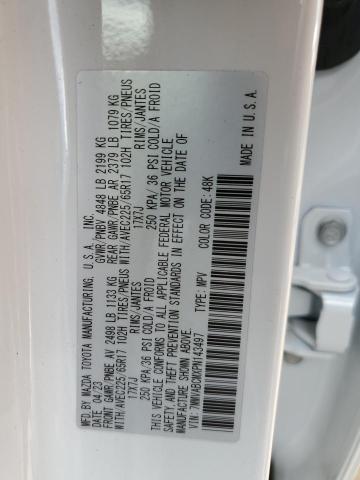 MFD. BY MAZDA TOYOTA MANUFACTURING, U.S.A. INC.
DATE 04/23 GVWR/PNBV 4848 LB 2199 KG
FRONT GAWR/PNBE AV 2498 LB 1133 KG REAR GAWR/PNBE AR 2379 LB 1079 KG
WITH/AVEC225/65R17 102H TIRES/PNEUS WITH/AVEC225/65R17 102H TIRES/PNEUS
17X7J RIMS/JANTES 17X7J RIMS/JANTES
250 KPA/36 PSI COLD/A FROID 250 KPA/ 36 PSI COLD/A FROID
THIS VEHICLE CONFORMS TO ALL APPLICABLE FEDERAL MOTOR VEHICLE
SAFETY AND THEFT PREVENTION STANDARDS IN EFFECT ON THE DATE OF
MANUFACTURE SHOWN ABOVE.
VIN: 7MMVABCMXPN143497 TYPE: MPV
COLOR: 48K
MADE IN U.S.A.